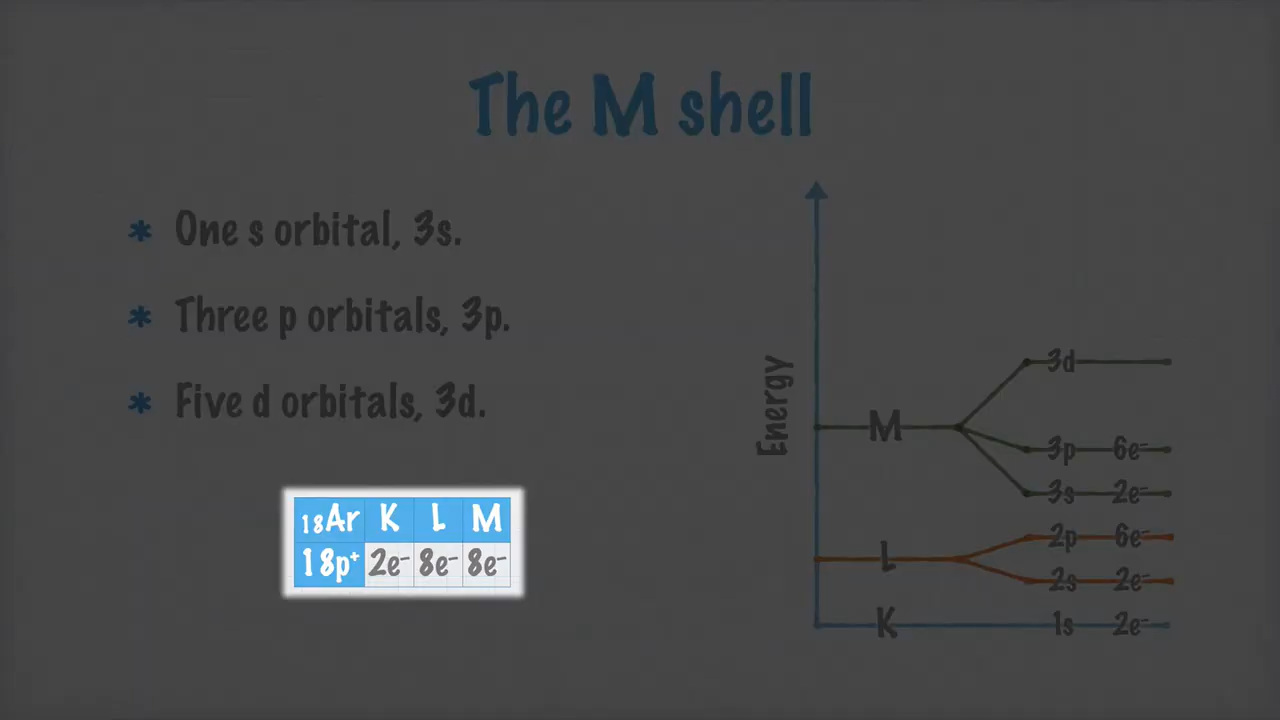 The M shell
* One s orbital, 3s.
* Three p orbitals, 3p.
* Five d orbitals, 3d.
₁₈Ar K L M
18p⁺ 2e⁻ 8e⁻ 8e⁻
Energy
3d
M
3p 6e⁻
3s 2e⁻
2p 6e⁻
L
2s 2e⁻
K 1s 2e⁻